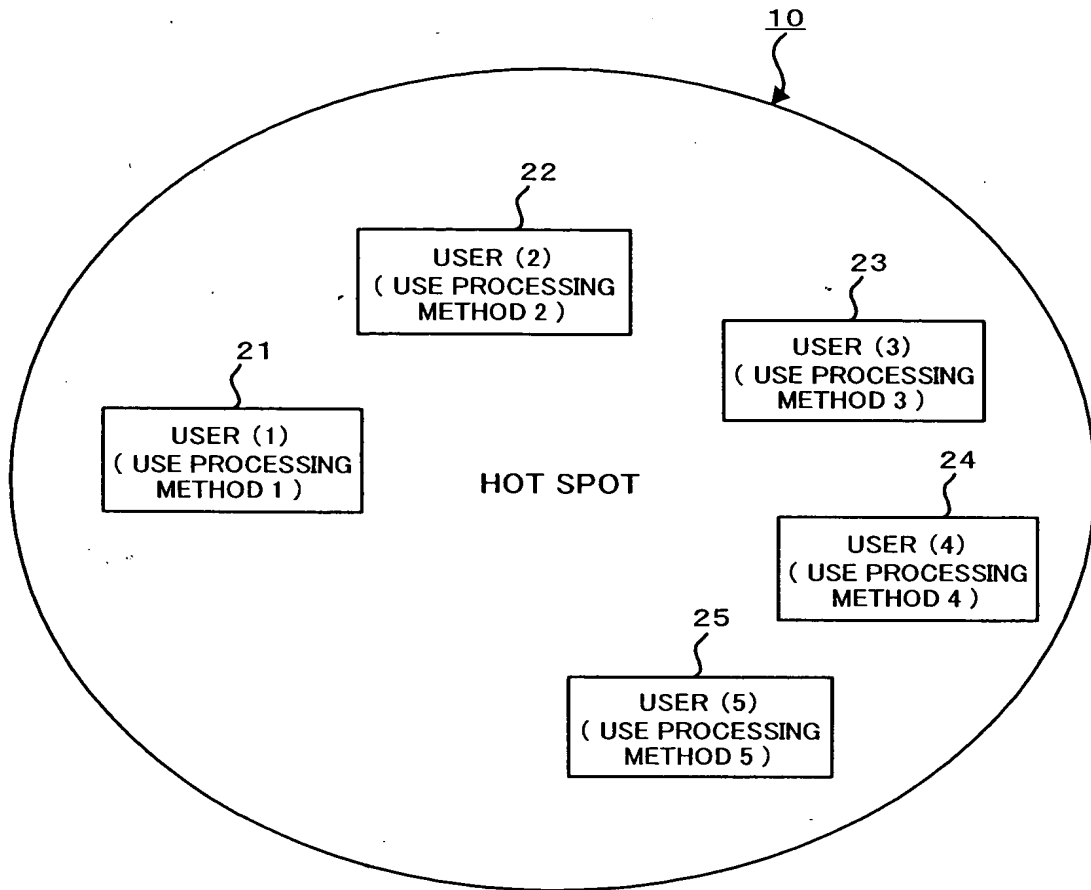 10
22
USER (2)
( USE PROCESSING
METHOD 2 )
23
USER (3)
( USE PROCESSING
METHOD 3 )
21
USER (1)
( USE PROCESSING
METHOD 1 )
HOT SPOT
24
USER (4)
( USE PROCESSING
METHOD 4 )
25
USER (5)
( USE PROCESSING
METHOD 5 )